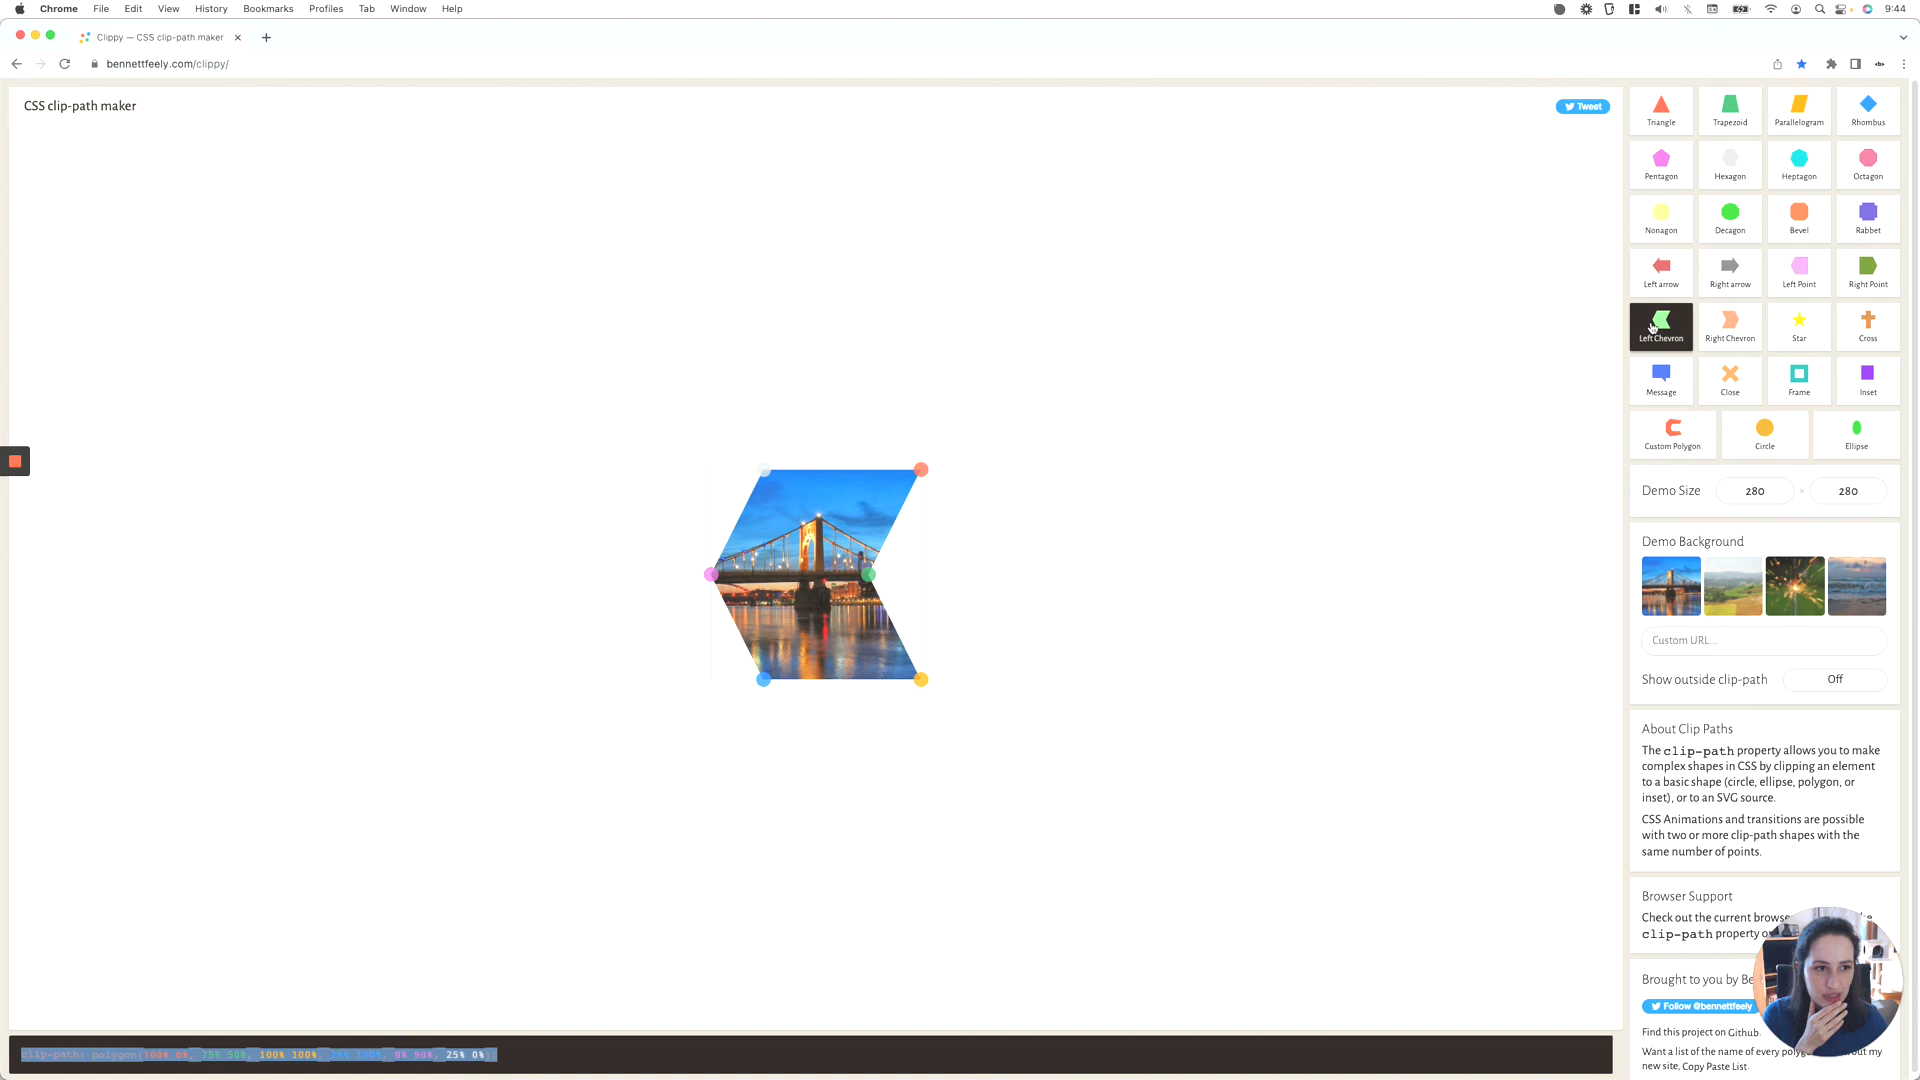 Chrome File Edit View History Bookmarks Profiles Tab Window Help 9:44
Clippy — CSS clip-path maker
bennettfeely.com/clippy/
CSS clip-path maker
Tweet
Triangle Trapezoid Parallelogram Rhombus
Pentagon Hexagon Heptagon Octagon
Nonagon Decagon Bevel Rabbet
Left arrow Right arrow Left Point Right Point
Left Chevron Right Chevron Star Cross
Message Close Frame Inset
Custom Polygon Circle Ellipse
Demo Size 280 × 280
Demo Background
Custom URL...
Show outside clip-path Off
About Clip Paths
The clip-path property allows you to make
complex shapes in CSS by clipping an element
to a basic shape (circle, ellipse, polygon, or
inset), or to an SVG source.
CSS Animations and transitions are possible
with two or more clip-path shapes with the
same number of points.
Browser Support
Check out the current
clip-path property
Brought to you by
Follow @bennettfeely
Find this project on Github
Want a list of the name of every my
new site, Copy Paste List.
clip-path: polygon(100% 0%, 75% 50%, 100% 100%, 25% 100%, 0% 50%, 25% 0%);